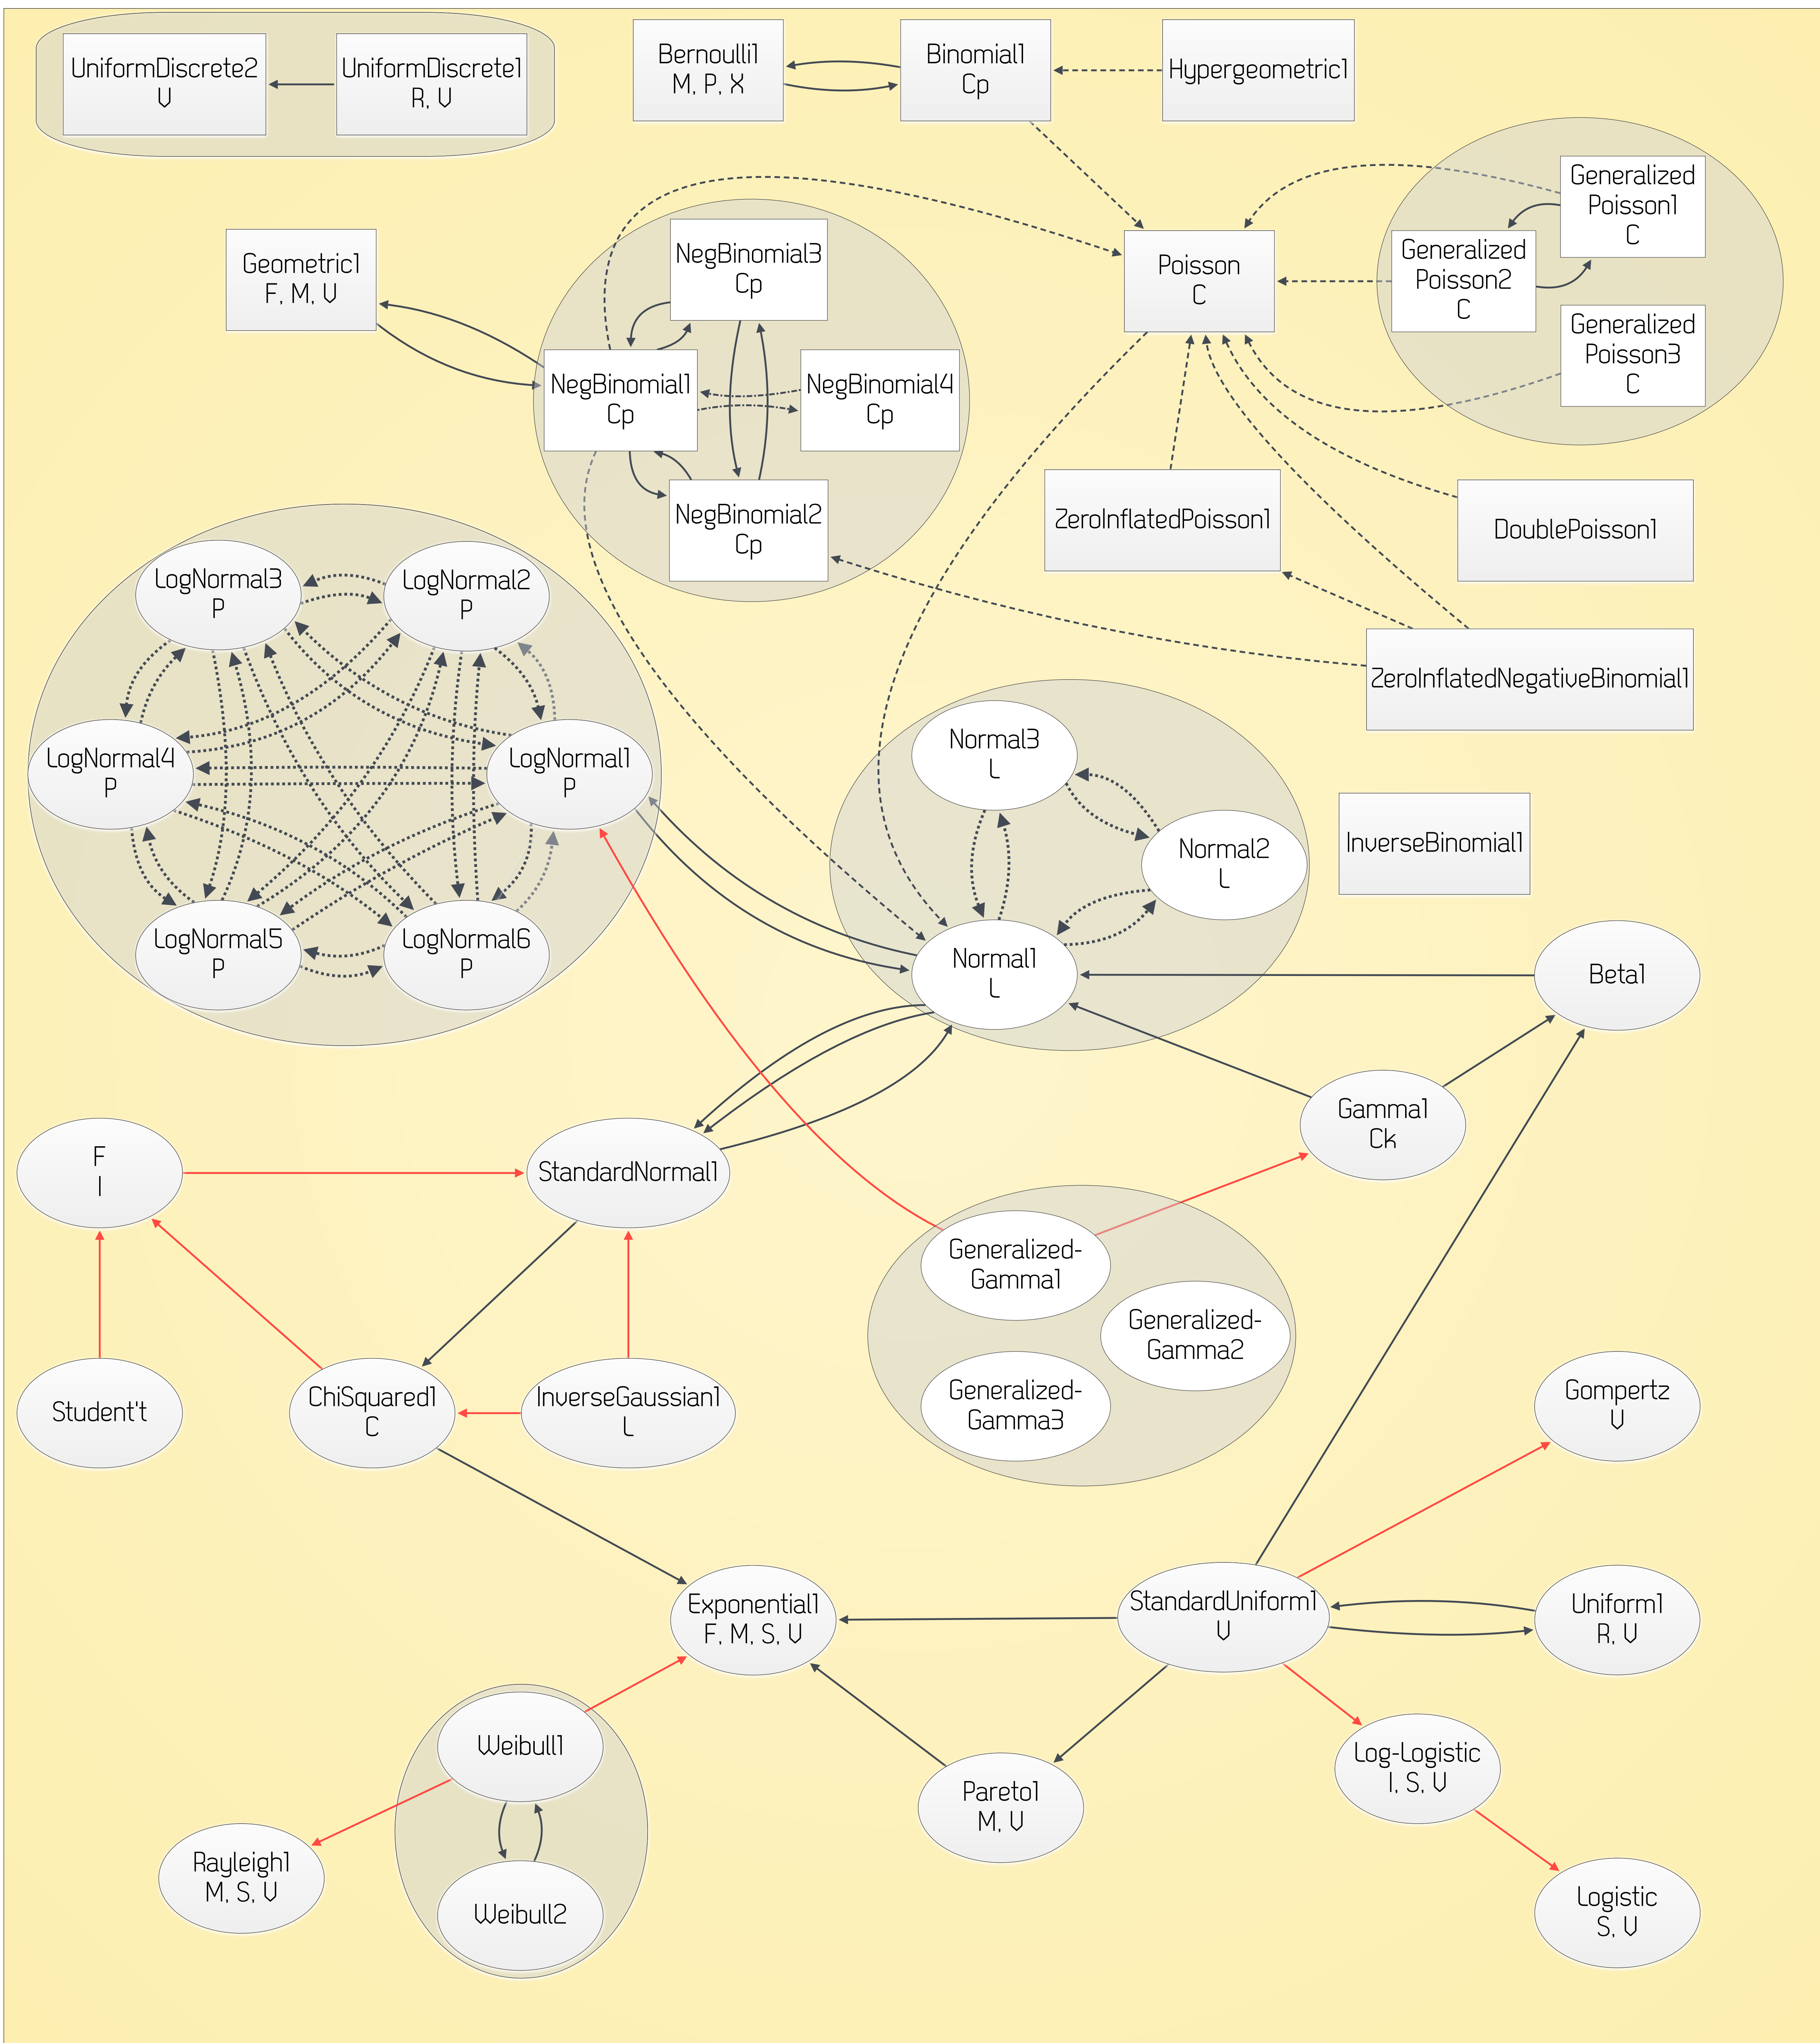 UniformDiscrete2
V
UniformDiscrete1
R, V
Bernoulli1
M, P, X
Binomial1
Cp
Hypergeometric1
Generalized
Poisson1
C
Generalized
Poisson2
C
Generalized
Poisson3
C
Poisson
C
Geometric1
F, M, V
NegBinomial3
Cp
NegBinomial1
Cp
NegBinomial4
Cp
NegBinomial2
Cp
ZeroInflatedPoisson1
DoublePoisson1
ZeroInflatedNegativeBinomial1
LogNormal3
P
LogNormal2
P
LogNormal4
P
LogNormal1
P
LogNormal5
P
LogNormal6
P
Normal3
L
Normal2
L
Normal1
L
InverseBinomial1
Beta1
Gamma1
Ck
F
I
StandardNormal1
Generalized-
Gamma1
Generalized-
Gamma2
Generalized-
Gamma3
Student't
ChiSquared1
C
InverseGaussian1
L
Gompertz
V
Exponential1
F, M, S, V
StandardUniform1
V
Uniform1
R, V
Weibull1
Weibull2
Rayleigh1
M, S, V
Pareto1
M, V
Log-Logistic
I, S, V
Logistic
S, V